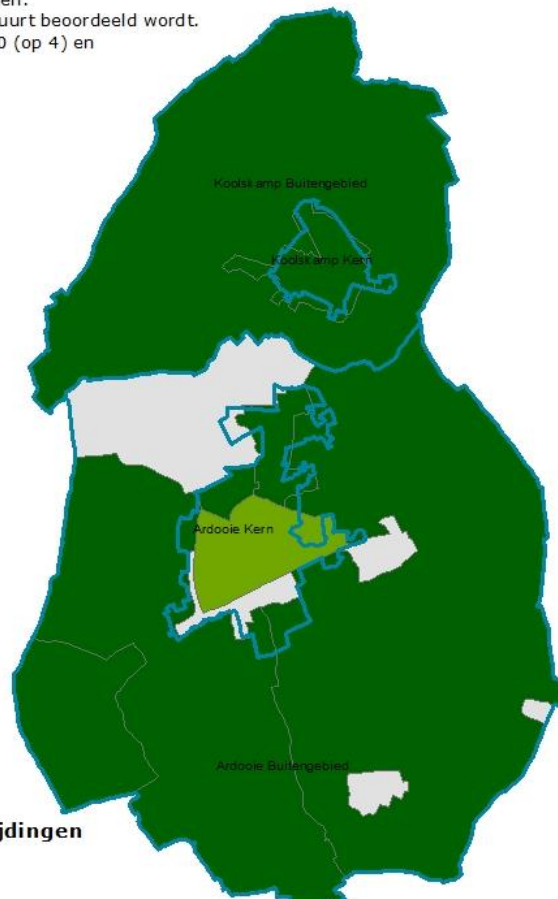 uurt beoordeeld wordt.
0 (op 4) en
Koolskamp Buitengebied
Koolskamp Kern
Ardooie Kern
Ardooie Buitengebied
jdingen